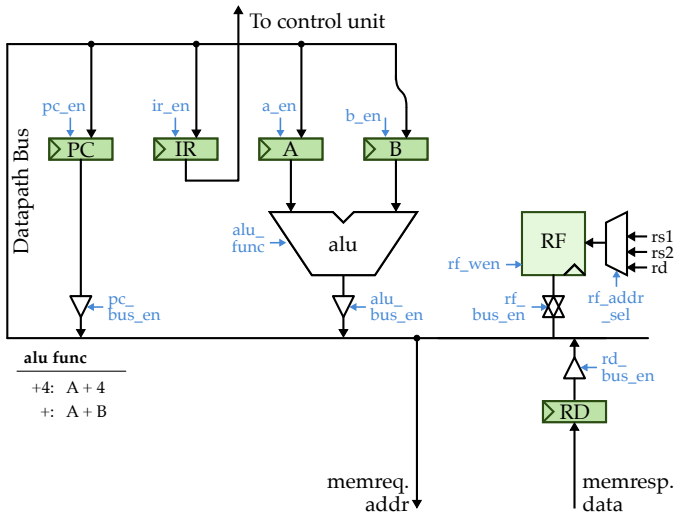 To control unit
pc_en
ir_en
a_en
b_en
PC
IR
A
B
Datapath Bus
alu_
func
alu
RF
rs1
rs2
rd
rf_wen
rf_addr
_sel
pc_
bus_en
alu_
bus_en
rf_
bus_en
alu func
+4: A + 4
+: A + B
rd_
bus_en
RD
memreq.
addr
memresp.
data